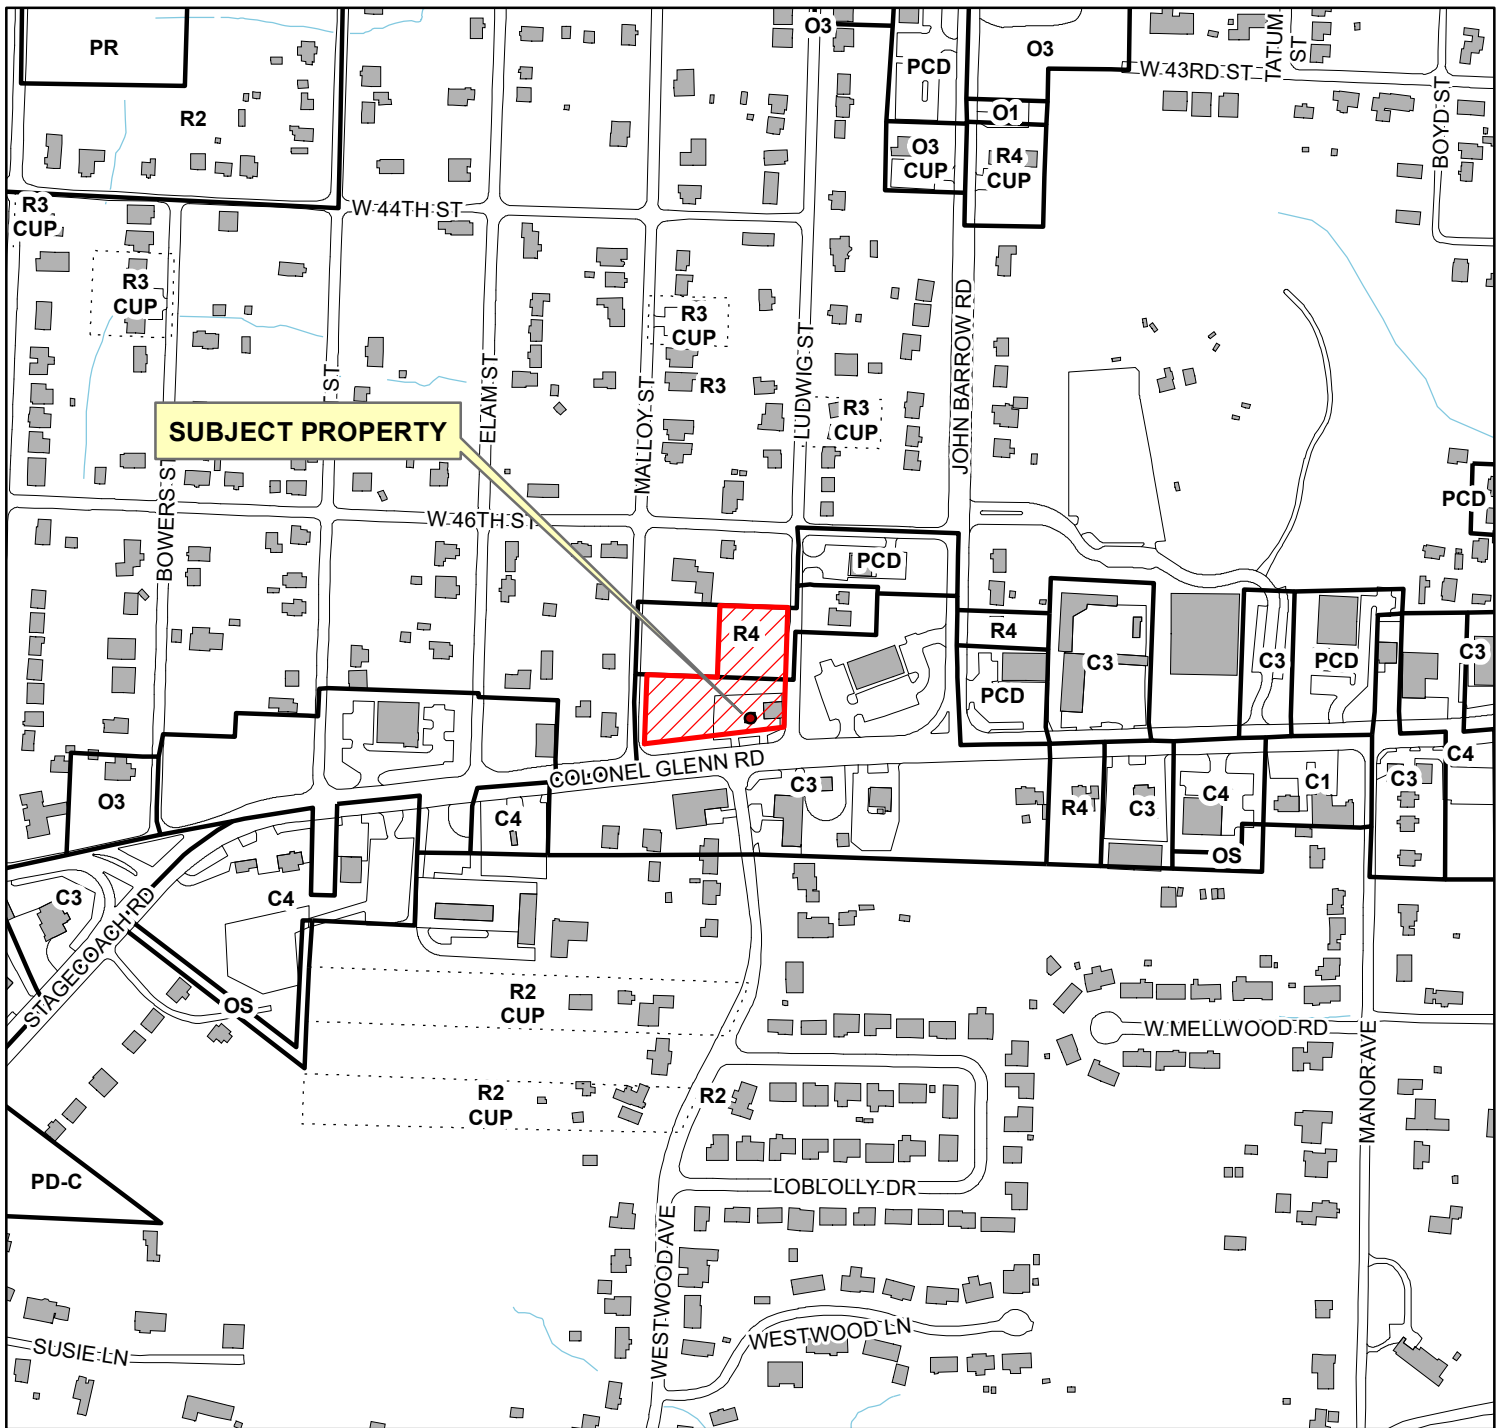 PR
O3
PCD
O3
TATUM
ST
W 43RD ST
BOYD ST
R2
O1
O3
CUP
R4
CUP
R3
CUP
W 44TH ST
R3
CUP
R3
CUP
R3
R3
CUP
ST
ELAM ST
MALLOY ST
LUDWIG ST
JOHN BARROW RD
SUBJECT PROPERTY
BOWERS ST
W 46TH ST
PCD
PCD
R4
R4
C3
C3
PCD
C3
PCD
COLONEL GLENN RD
O3
C4
C3
R4
C3
C4
C1
C3
C4
OS
C3
C4
STAGECOACH RD
OS
R2
CUP
W MELLWOOD RD
MANOR AVE
R2
CUP
R2
PD-C
LOBLOLLY DR
WESTWOOD AVE
WESTWOOD LN
SUSIE LN